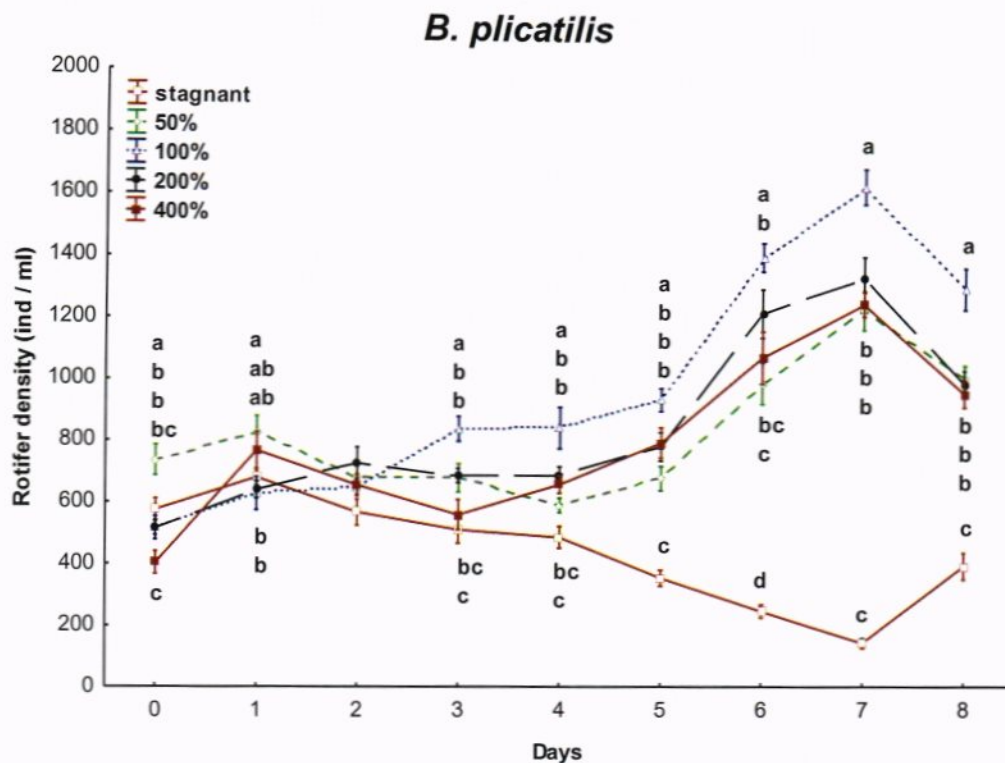 B. plicatilis
2000
1800
1600
1400
1200
1000
800
600
400
200
0
Rotifer density (ind / ml)
stagnant
50%
100%
200%
400%
a
b
b
bc
c
a
ab
ab
b
b
a
b
b
bc
c
a
b
b
bc
c
a
b
b
b
c
a
b
bc
c
d
a
b
b
b
c
a
b
b
b
c
0 1 2 3 4 5 6 7 8
Days